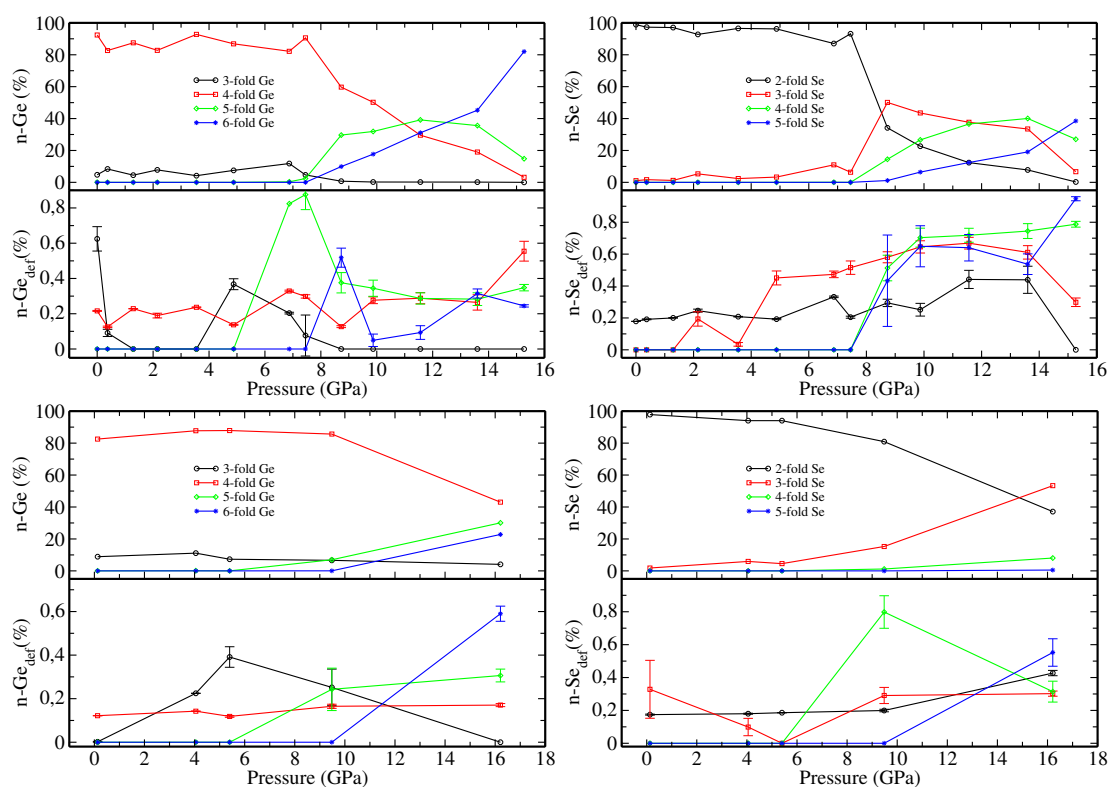 100
80
60
40
20
0
n-Ge (%)
3-fold Ge
4-fold Ge
5-fold Ge
6-fold Ge
0,8
0,6
0,4
0,2
0
n-Ge def (%)
0 2 4 6 8 10 12 14 16
Pressure (GPa)
100
80
60
40
20
0
n-Se (%)
2-fold Se
3-fold Se
4-fold Se
5-fold Se
0,8
0,6
0,4
0,2
0
n-Se def (%)
0 2 4 6 8 10 12 14 16
Pressure (GPa)
100
80
60
40
20
0
n-Ge (%)
3-fold Ge
4-fold Ge
5-fold Ge
6-fold Ge
0,6
0,4
0,2
0
n-Ge def (%)
0 2 4 6 8 10 12 14 16 18
Pressure (GPa)
100
80
60
40
20
0
n-Se (%)
2-fold Se
3-fold Se
4-fold Se
5-fold Se
0,8
0,6
0,4
0,2
0
n-Se def (%)
0 2 4 6 8 10 12 14 16 18
Pressure (GPa)